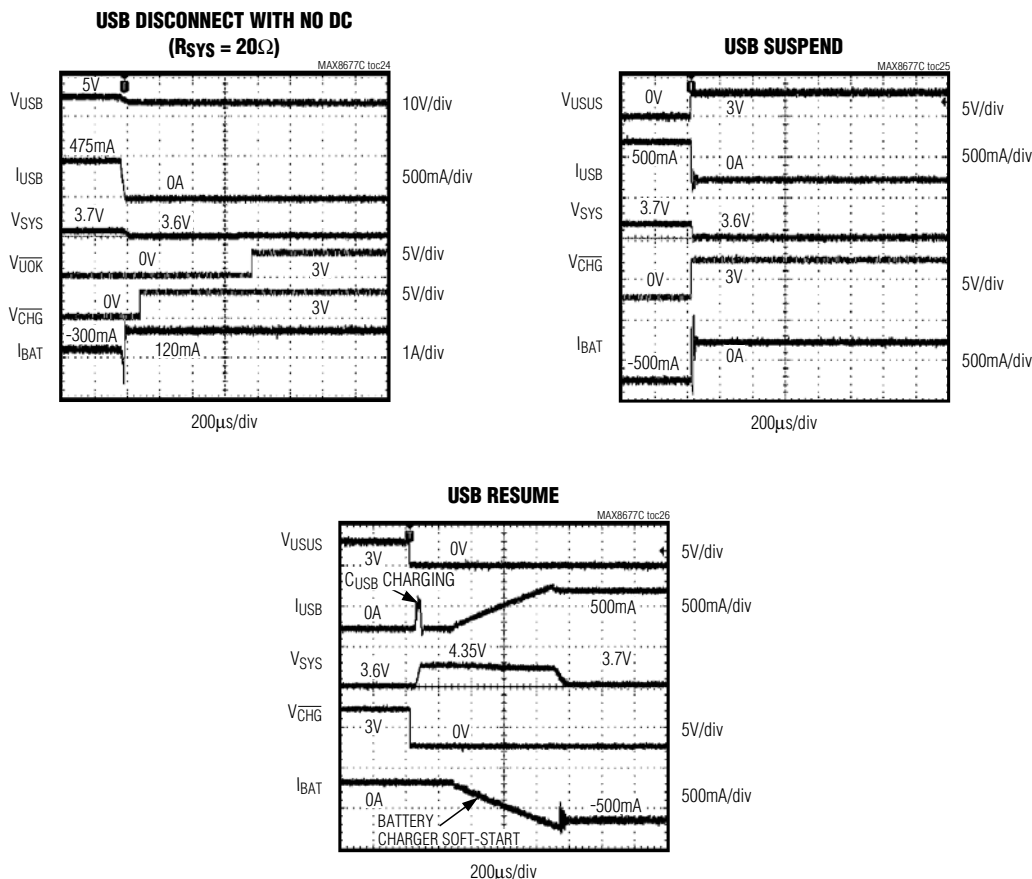 USB DISCONNECT WITH NO DC
(RSYS = 20Ω)
MAX8677C toc24
VUSB
5V
10V/div
475mA
IUSB
0A
500mA/div
VSYS
3.7V
3.6V
VUOK
0V
3V
5V/div
VCHG
0V
3V
5V/div
IBAT
-300mA
120mA
1A/div
200µs/div
USB SUSPEND
MAX8677C toc25
VUSUS
0V
3V
5V/div
IUSB
500mA
0A
500mA/div
VSYS
3.7V
3.6V
VCHG
0V
3V
5V/div
IBAT
-500mA
0A
500mA/div
200µs/div
USB RESUME
MAX8677C toc26
VUSUS
3V
0V
5V/div
CUSB CHARGING
IUSB
0A
500mA
500mA/div
VSYS
3.6V
4.35V
3.7V
VCHG
3V
0V
5V/div
IBAT
0A
-500mA
500mA/div
BATTERY
CHARGER SOFT-START
200µs/div